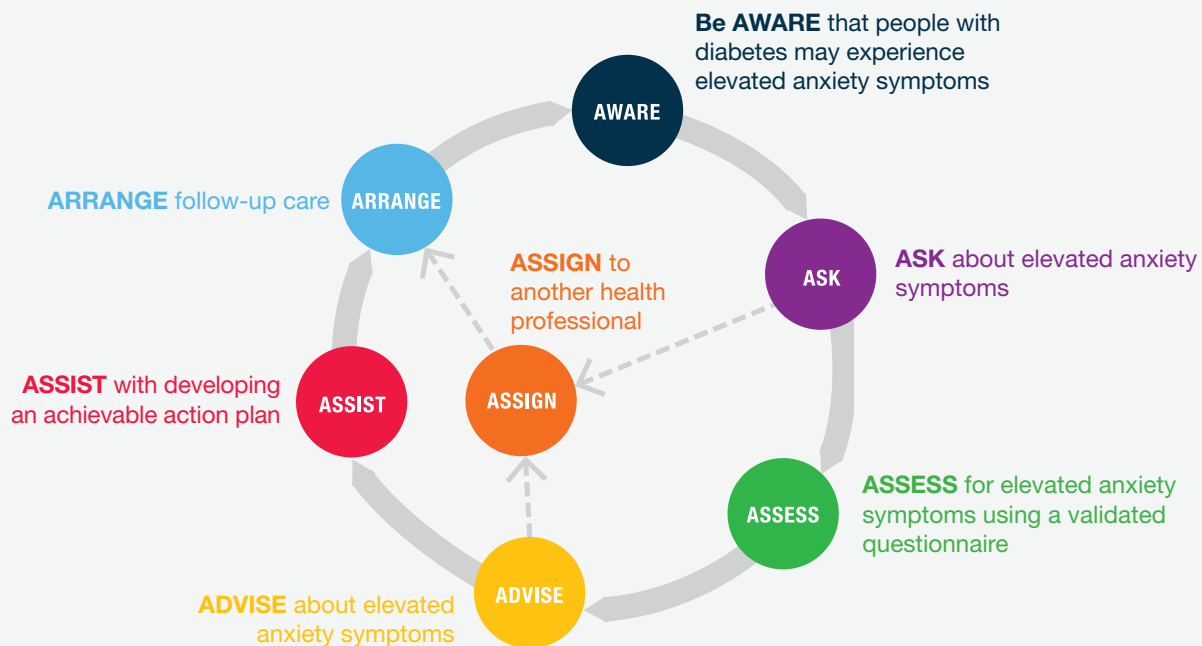 Be AWARE that people with
diabetes may experience
elevated anxiety symptoms
AWARE
ARRANGE follow-up care
ARRANGE
ASSIGN to
another health
professional
ASK
ASK about elevated anxiety
symptoms
ASSIST with developing
an achievable action plan
ASSIST
ASSIGN
ASSESS
ASSESS for elevated anxiety
symptoms using a validated
questionnaire
ADVISE
ADVISE about elevated
anxiety symptoms